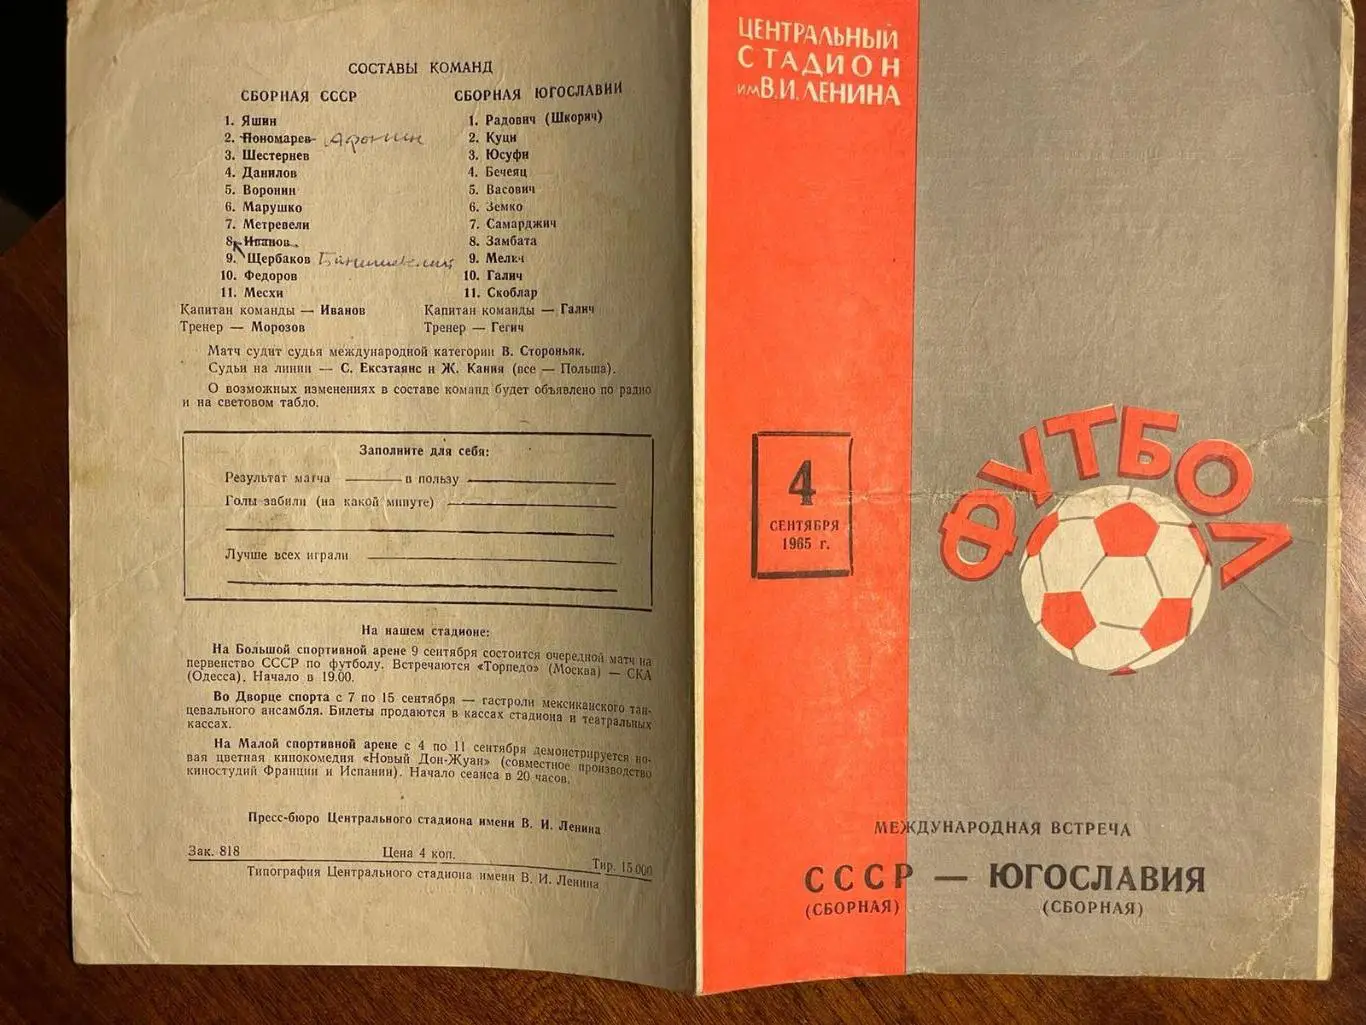 СОСТАВЫ КОМАНД
СБОРНАЯ СССР
1. Яшин
2. Пономарев Афонин
3. Шестернев
4. Данилов
5. Воронин
6. Марушко
7. Метревели
8. Иванов
9. Щербаков Банишевский
10. Федоров
11. Месхи
Капитан команды — Иванов
Тренер — Морозов
СБОРНАЯ ЮГОСЛАВИИ
1. Радович (Шкорич)
2. Куци
3. Юсуфи
4. Бечеяц
5. Васович
6. Земко
7. Самарджич
8. Замбата
9. Мелич
10. Галич
11. Скоблар
Капитан команды — Галич
Тренер — Гегич
Матч судит судья международной категории В. Стороньяк.
Судьи на линии — С. Ексзтаянс и Ж. Кания (все — Польша).
О возможных изменениях в составе команд будет объявлено по радио
и на световом табло.
Заполните для себя:
Результат матча в пользу
Голы забили (на какой минуте)
Лучше всех играли
На нашем стадионе:
На Большой спортивной арене 9 сентября состоится очередной матч на
первенство СССР по футболу. Встречаются «Торпедо» (Москва) — СКА
(Одесса). Начало в 19.00.
Во Дворце спорта с 7 по 15 сентября — гастроли мексиканского тан-
цевального ансамбля. Билеты продаются в кассах стадиона и театральных
кассах.
На Малой спортивной арене с 4 по 11 сентября демонстрируется но-
вая цветная кинокомедия «Новый Дон-Жуан» (совместное производство
киностудий Франции и Испании). Начало сеанса в 20 часов.
Пресс-бюро Центрального стадиона имени В. И. Ленина
Зак. 818 Цена 4 коп. Тир. 15 000
Типография Центрального стадиона имени В. И. Ленина
ЦЕНТРАЛЬНЫЙ
СТАДИОН
им В.И. ЛЕНИНА
4
СЕНТЯБРЯ
1965 г.
ФУТБОЛ
МЕЖДУНАРОДНАЯ ВСТРЕЧА
СССР — ЮГОСЛАВИЯ
(СБОРНАЯ) (СБОРНАЯ)